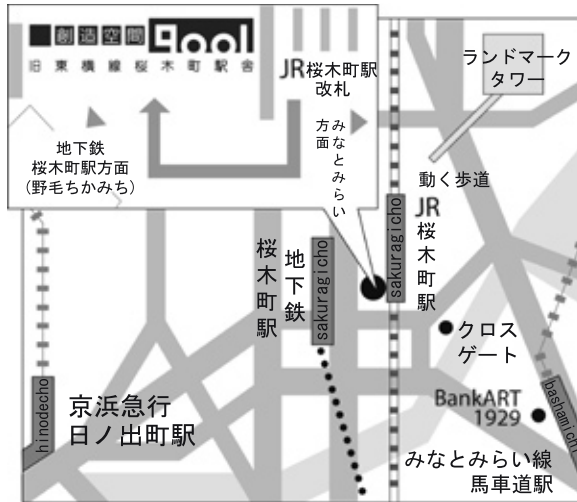 創造空間 9001
旧東横線桜木町駅舎
JR桜木町駅
改札
みなとみらい
方面
地下鉄
桜木町駅方面
(野毛ちかみち)
ランドマーク
タワー
動く歩道
JR
桜木町駅
sakuragicho
地下鉄
桜木町駅
sakuragicho
クロス
ゲート
hinodecho
京浜急行
日ノ出町駅
BankART
1929
bashamichi
みなとみらい線
馬車道駅